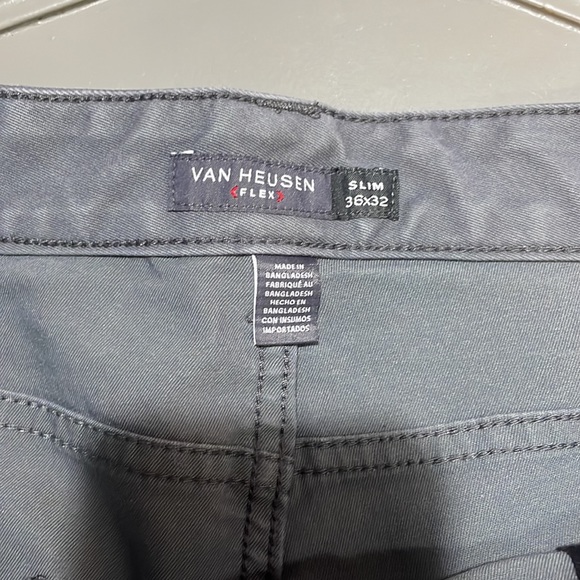 VAN HEUSEN
<FLEX>
SLIM
36x32
MADE IN
BANGLADESH
FABRIQUÉ AU
BANGLADESH
HECHO EN
BANGLADESH
CON INSUMOS
IMPORTADOS